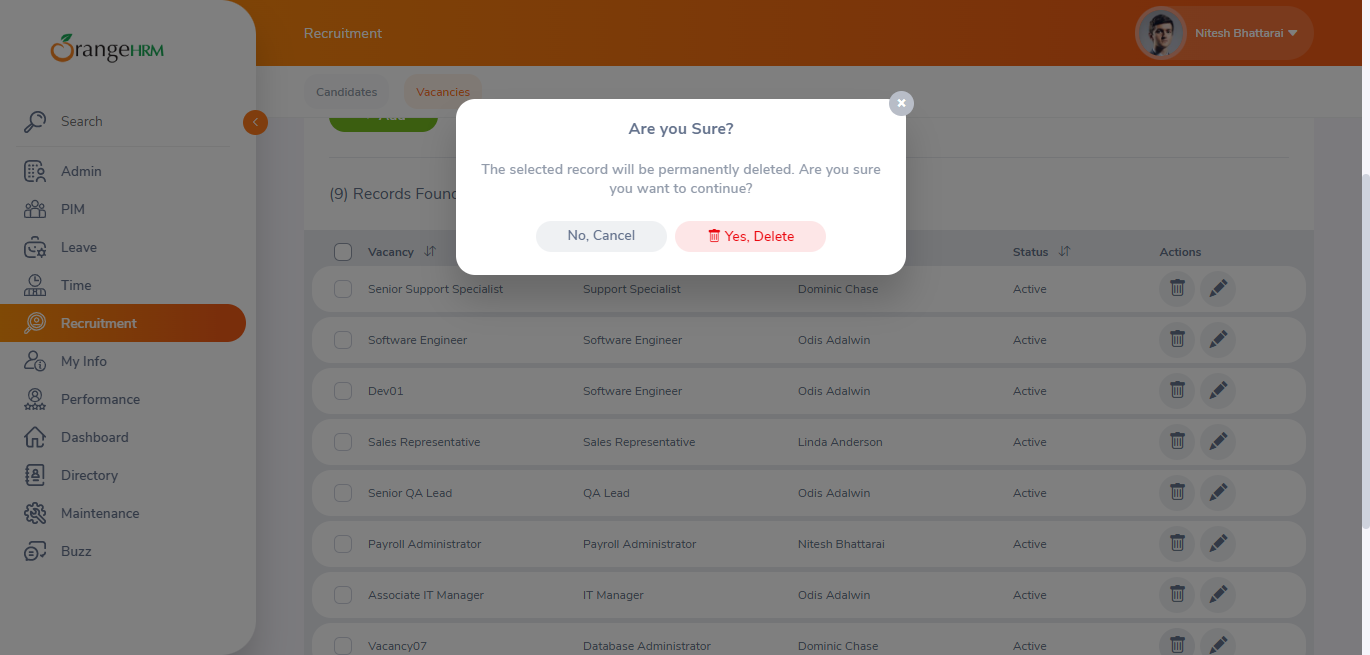 OrangeHRM
Recruitment
Nitesh Bhattarai
Candidates
Vacancies
Search
Admin
PIM
Leave
Time
Recruitment
My Info
Performance
Dashboard
Directory
Maintenance
Buzz
Are you Sure?
The selected record will be permanently deleted. Are you sure
you want to continue?
No, Cancel
Yes, Delete
(9) Records Found
Vacancy Status Actions
Senior Support Specialist Support Specialist Dominic Chase Active
Software Engineer Software Engineer Odis Adalwin Active
Dev01 Software Engineer Odis Adalwin Active
Sales Representative Sales Representative Linda Anderson Active
Senior QA Lead QA Lead Odis Adalwin Active
Payroll Administrator Payroll Administrator Nitesh Bhattarai Active
Associate IT Manager IT Manager Odis Adalwin Active
Vacancy07 Database Administrator Dominic Chase Active